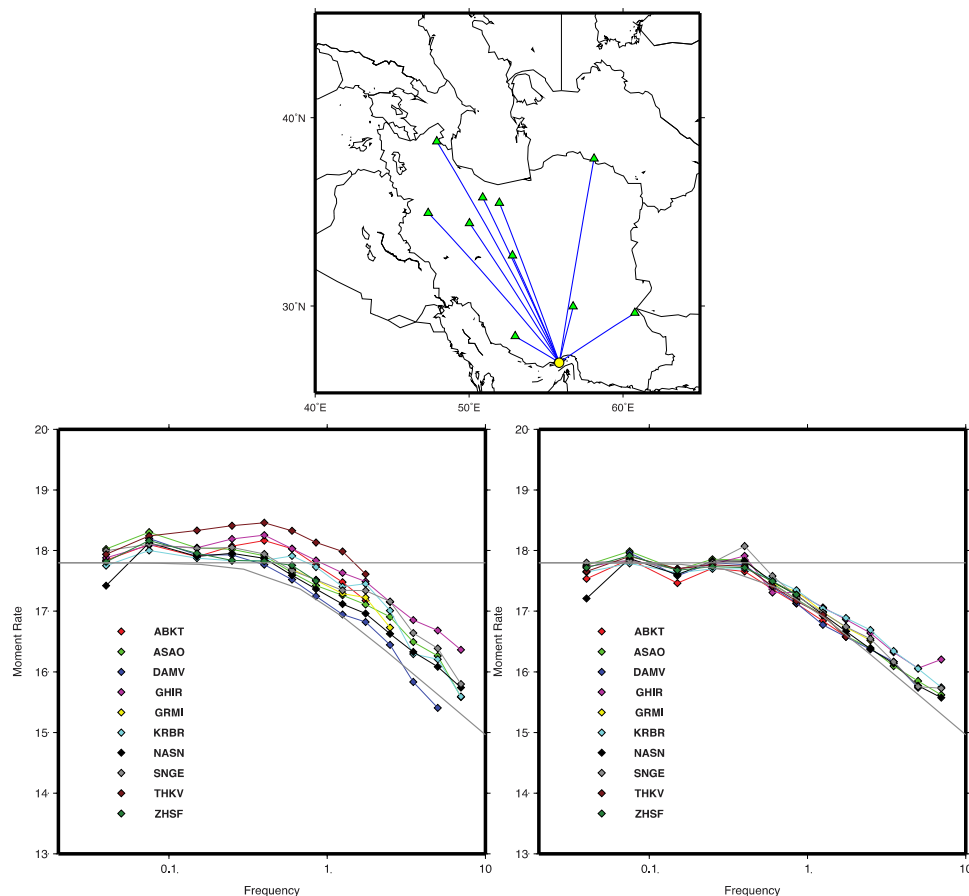 40°N
30°N
40°E 50°E 60°E
20
19
18
17
16
15
14
13
Moment Rate
ABKT
ASAO
DAMV
GHIR
GRMI
KRBR
NASN
SNGE
THKV
ZHSF
0.1. 1. 10
Frequency
20
19
18
17
16
15
14
13
Moment Rate
ABKT
ASAO
DAMV
GHIR
GRMI
KRBR
NASN
SNGE
THKV
ZHSF
0.1. 1. 10
Frequency